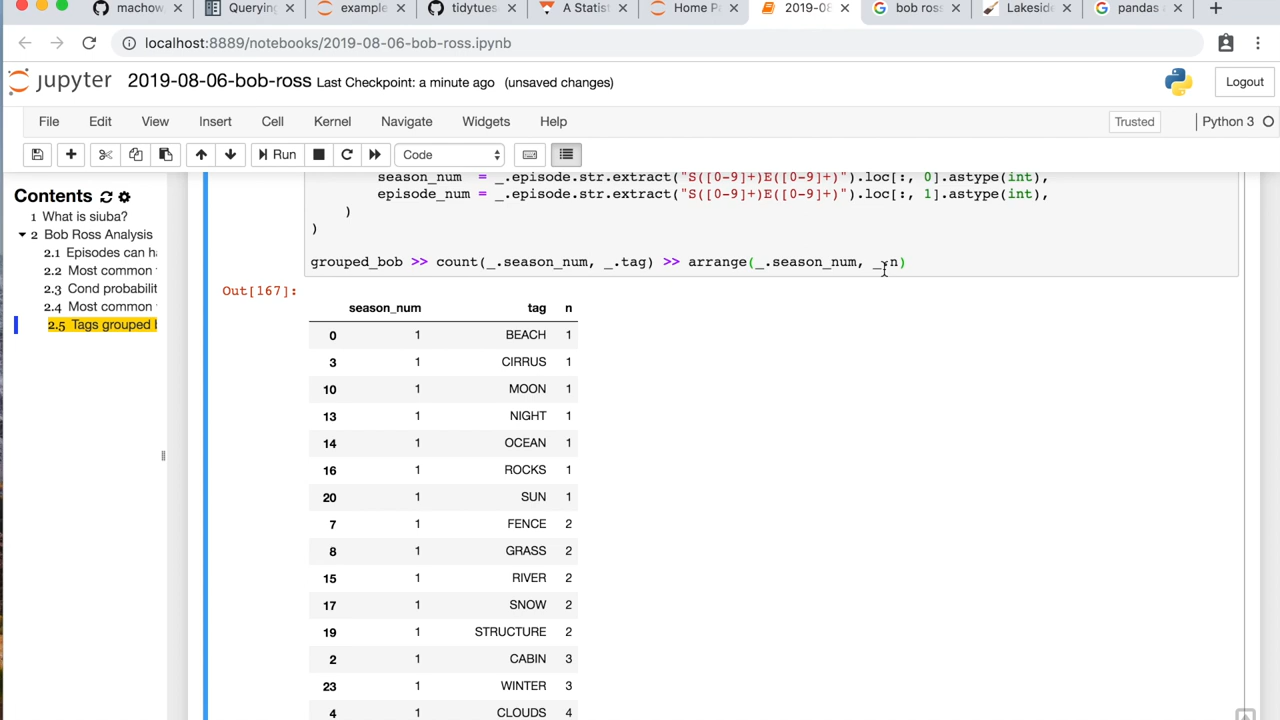 machow
Querying
example
tidytues
A Statist
Home Pa
2019-08
bob ross
Lakeside
pandas
localhost:8889/notebooks/2019-08-06-bob-ross.ipynb
jupyter 2019-08-06-bob-ross Last Checkpoint: a minute ago (unsaved changes)
Logout
File Edit View Insert Cell Kernel Navigate Widgets Help
Trusted
Python 3
Run
Code
Contents
1 What is siuba?
2 Bob Ross Analysis
2.1 Episodes can ha
2.2 Most common
2.3 Cond probabilit
2.4 Most common
2.5 Tags grouped b
season_num = _.episode.str.extract("S([0-9]+)E([0-9]+)").loc[:, 0].astype(int),
episode_num = _.episode.str.extract("S([0-9]+)E([0-9]+)").loc[:, 1].astype(int),
)
)
grouped_bob >> count(_.season_num, _.tag) >> arrange(_.season_num, _.n)
Out[167]:
season_num tag n
0 1 BEACH 1
3 1 CIRRUS 1
10 1 MOON 1
13 1 NIGHT 1
14 1 OCEAN 1
16 1 ROCKS 1
20 1 SUN 1
7 1 FENCE 2
8 1 GRASS 2
15 1 RIVER 2
17 1 SNOW 2
19 1 STRUCTURE 2
2 1 CABIN 3
23 1 WINTER 3
4 1 CLOUDS 4